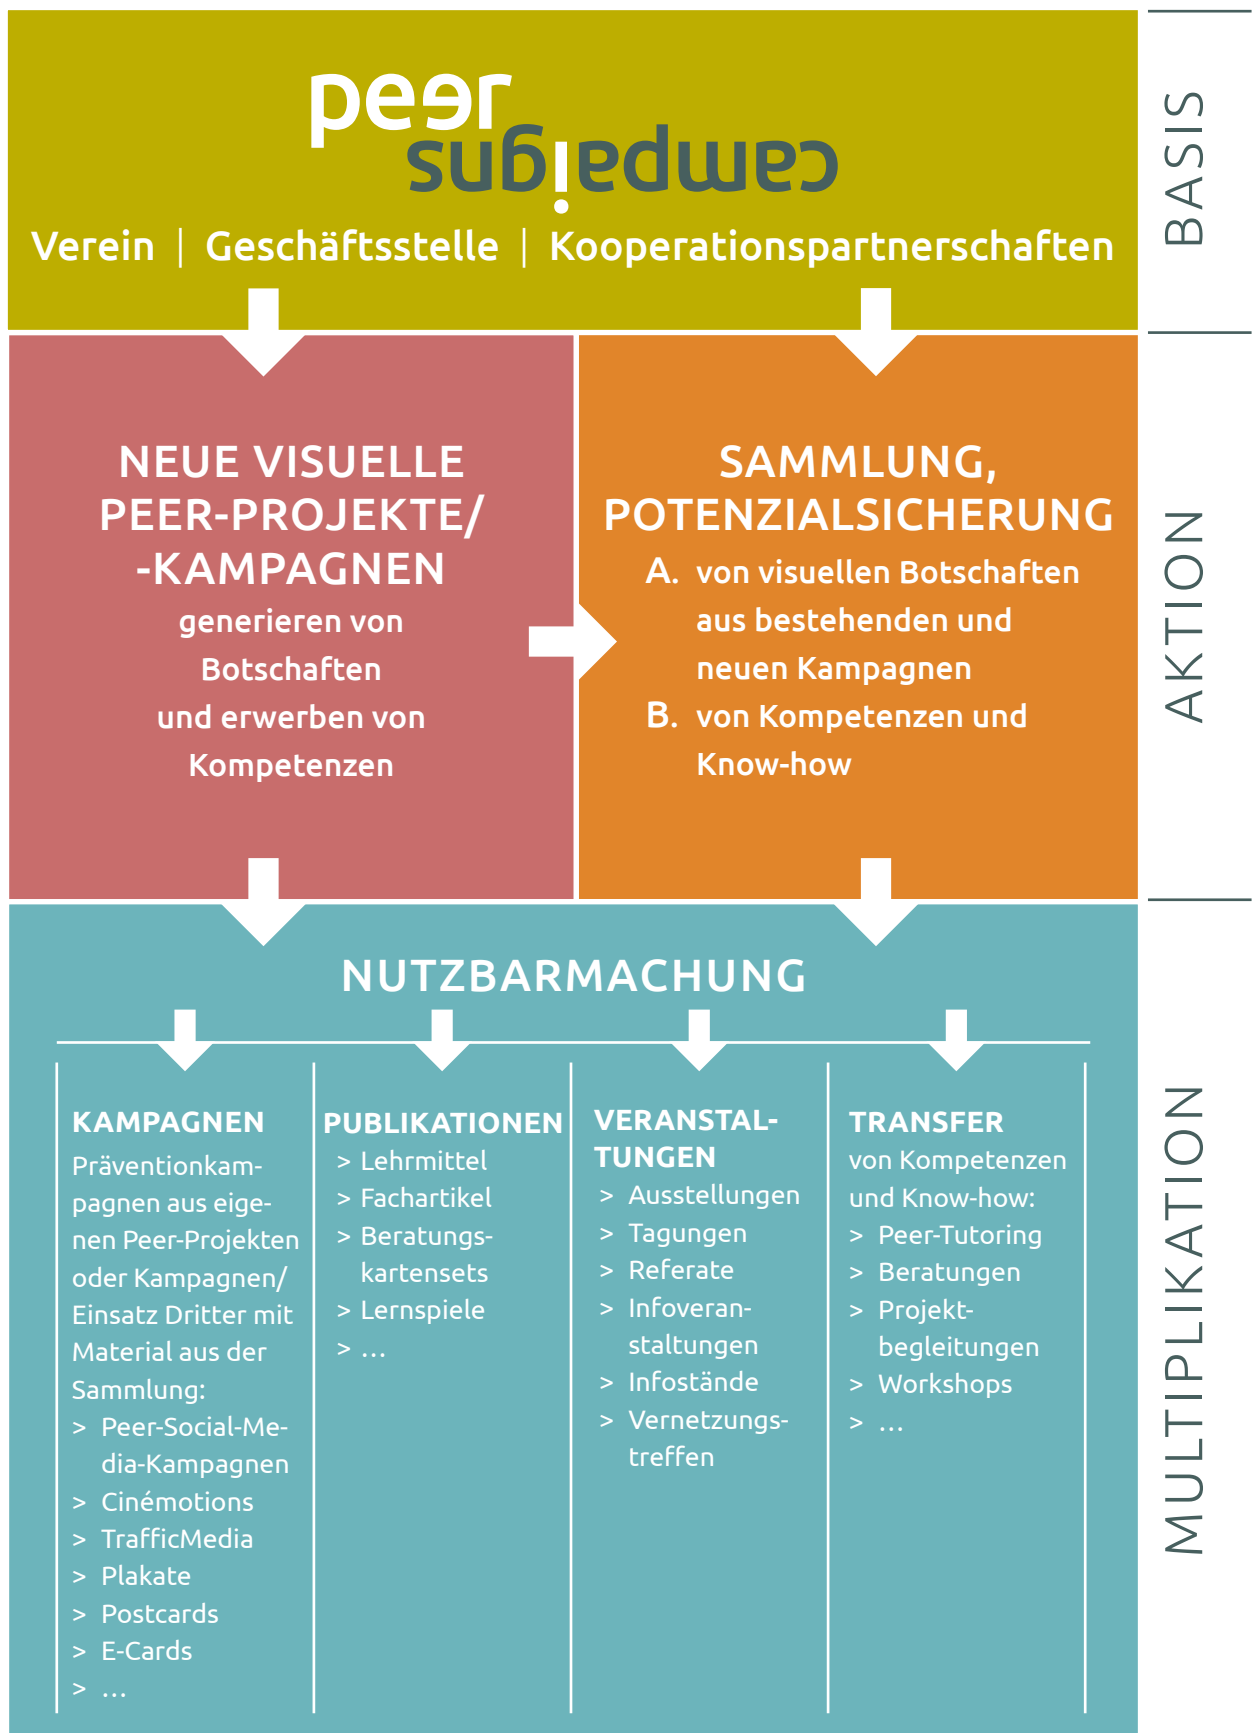 peer
campaigns
Verein | Geschäftsstelle | Kooperationspartnerschaften
BASIS
NEUE VISUELLE
PEER-PROJEKTE/
-KAMPAGNEN
generieren von
Botschaften
und erwerben von
Kompetenzen
SAMMLUNG,
POTENZIALSICHERUNG
A. von visuellen Botschaften
aus bestehenden und
neuen Kampagnen
B. von Kompetenzen und
Know-how
AKTION
NUTZBARMACHUNG
KAMPAGNEN
Präventionkam-
pagnen aus eige-
nen Peer-Projekten
oder Kampagnen/
Einsatz Dritter mit
Material aus der
Sammlung:
> Peer-Social-Me-
dia-Kampagnen
> Cinémotions
> TrafficMedia
> Plakate
> Postcards
> E-Cards
> ...
PUBLIKATIONEN
> Lehrmittel
> Fachartikel
> Beratungs-
kartensets
> Lernspiele
> ...
VERANSTAL-
TUNGEN
> Ausstellungen
> Tagungen
> Referate
> Infoveran-
staltungen
> Infostände
> Vernetzungs-
treffen
TRANSFER
von Kompetenzen
und Know-how:
> Peer-Tutoring
> Beratungen
> Projekt-
begleitungen
> Workshops
> ...
MULTIPLIKATION